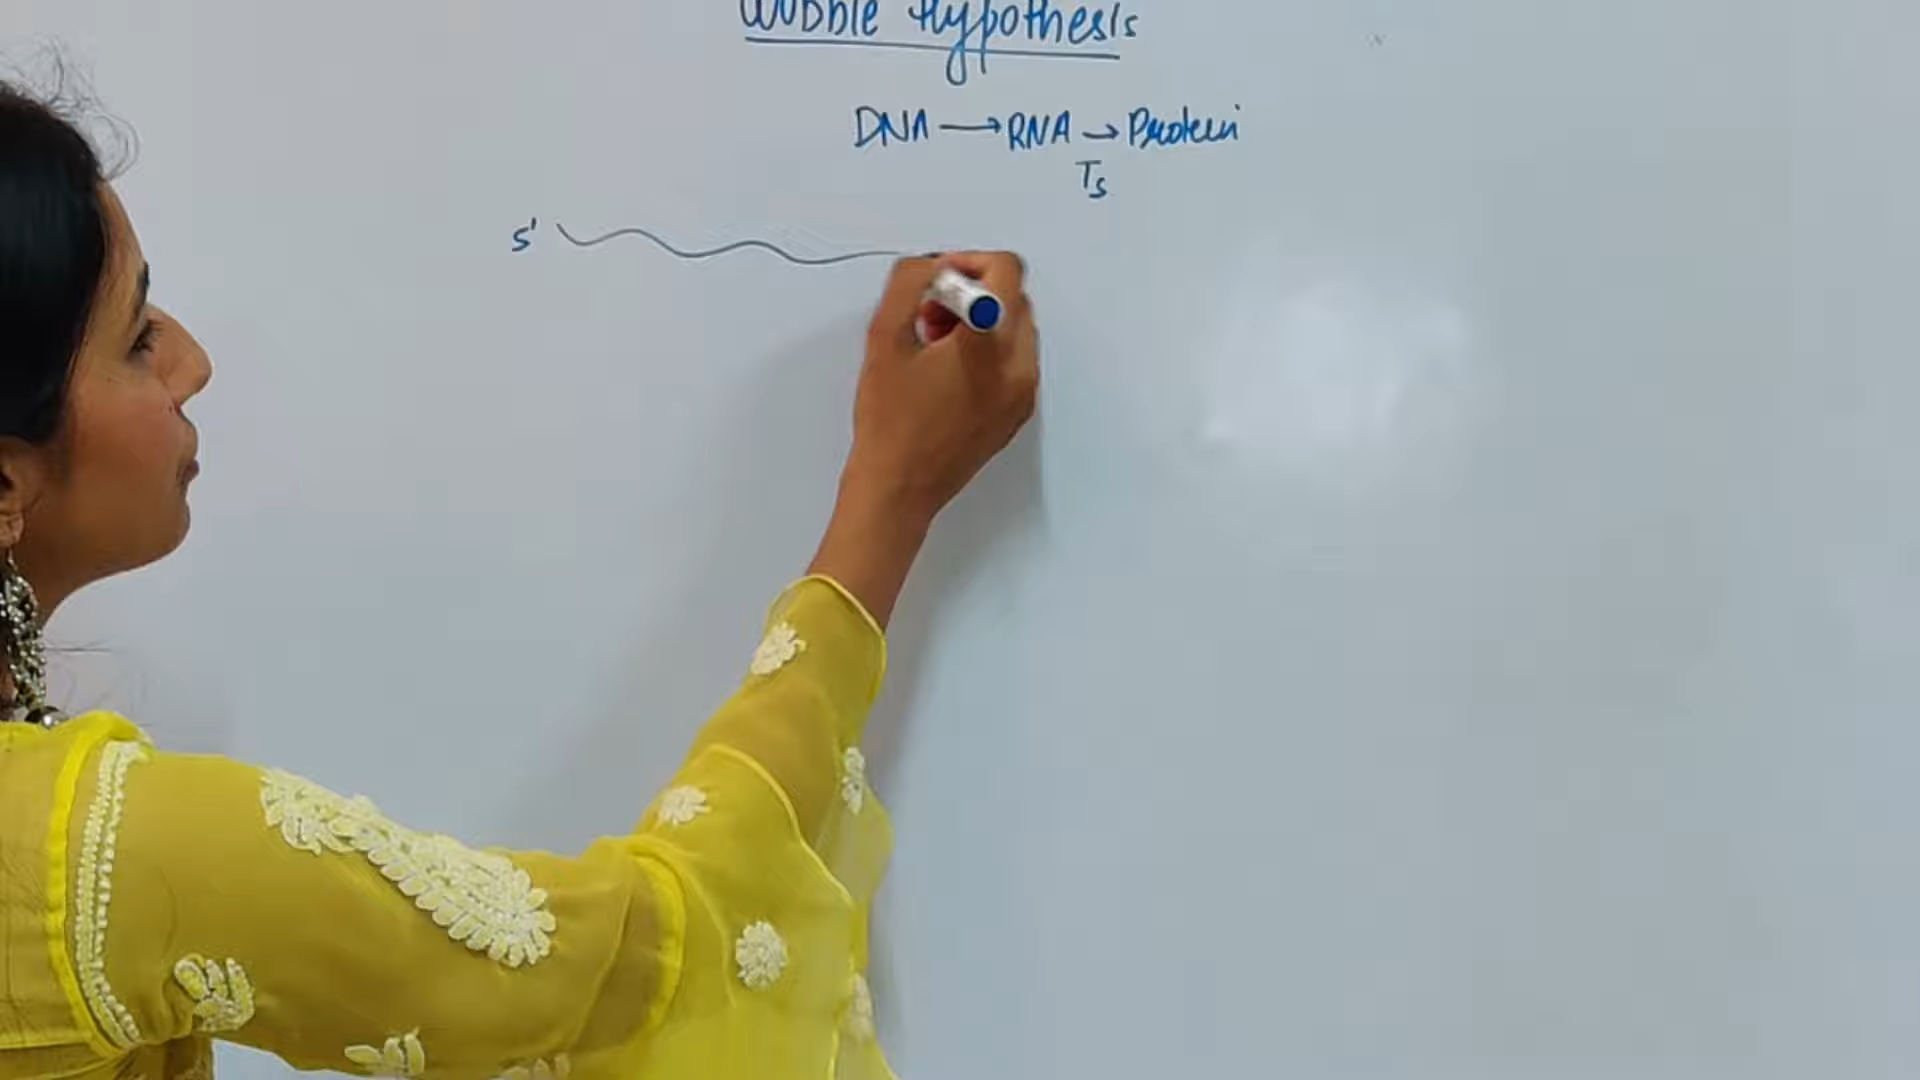 Wobble Hypothesis
DNA → RNA → Protein
Ts
5'